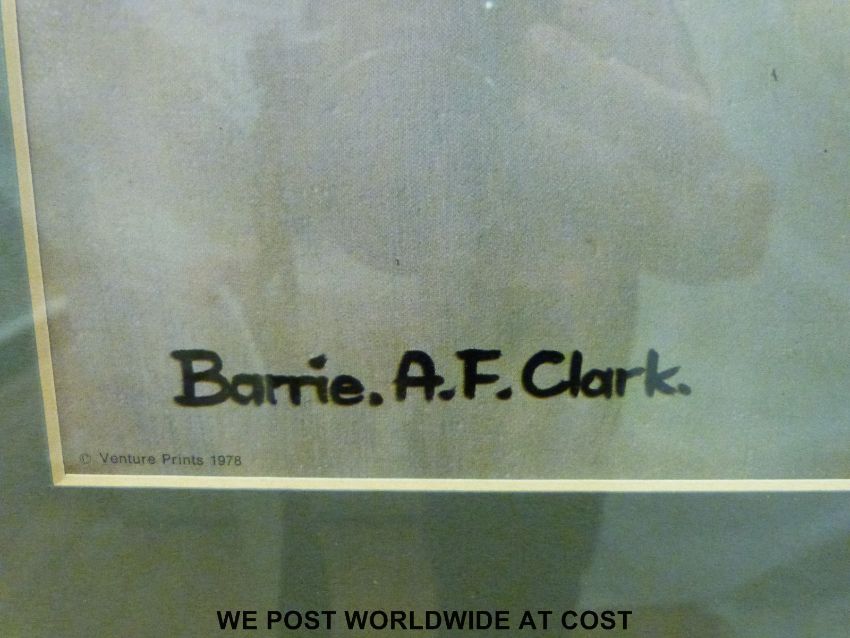 Barrie. A.F. Clark.
© Venture Prints 1978
WE POST WORLDWIDE AT COST